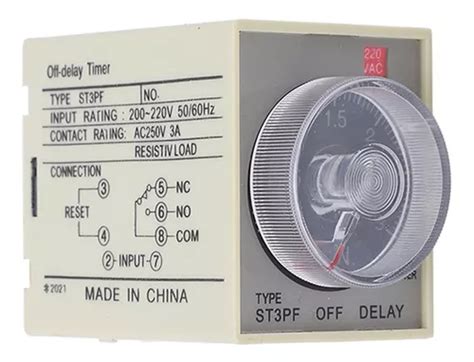 Off-delay Timer
TYPE ST3PF NO.
INPUT RATING: 200~220V 50/60Hz
CONTACT RATING: AC250V 3A
RESISTIV LOAD
CONNECTION
3 5 NC
RESET 6 NO
4 8 COM
2 INPUT 7
*2021
MADE IN CHINA
220
VAC
1.5 2
TYPE
ST3PF OFF DELAY